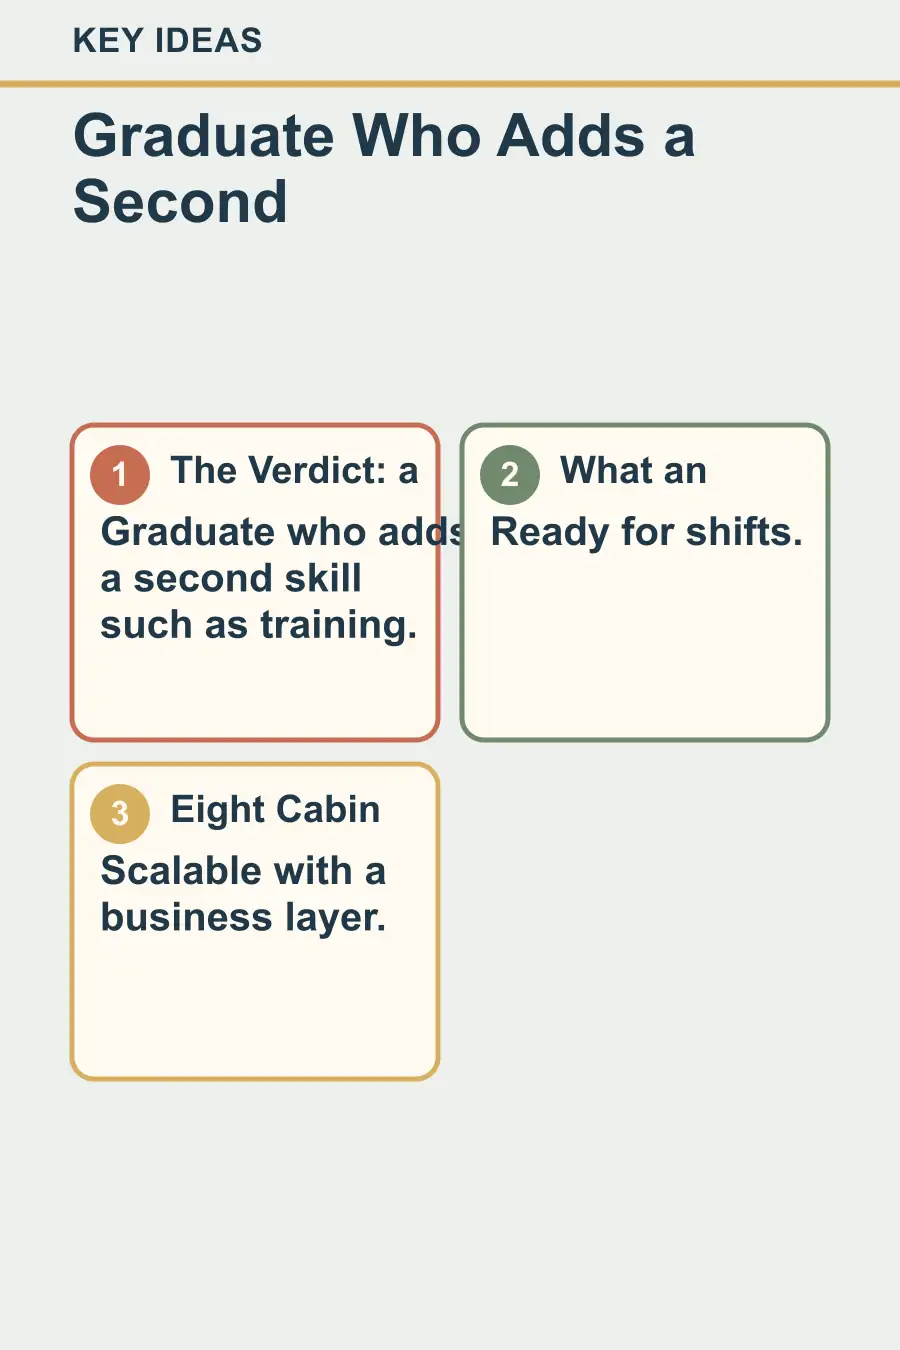 KEY IDEAS
Graduate Who Adds a
Second
1
The Verdict: a
Graduate who adds
a second skill
such as training.
2
What an
Ready for shifts.
3
Eight Cabin
Scalable with a
business layer.